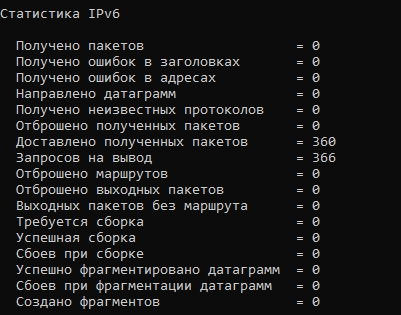 Статистика IPv6
Получено пакетов = 0
Получено ошибок в заголовках = 0
Получено ошибок в адресах = 0
Направлено датаграмм = 0
Получено неизвестных протоколов = 0
Отброшено полученных пакетов = 0
Доставлено полученных пакетов = 360
Запросов на вывод = 366
Отброшено маршрутов = 0
Отброшено выходных пакетов = 0
Выходных пакетов без маршрута = 0
Требуется сборка = 0
Успешная сборка = 0
Сбоев при сборке = 0
Успешно фрагментировано датаграмм = 0
Сбоев при фрагментации датаграмм = 0
Создано фрагментов = 0